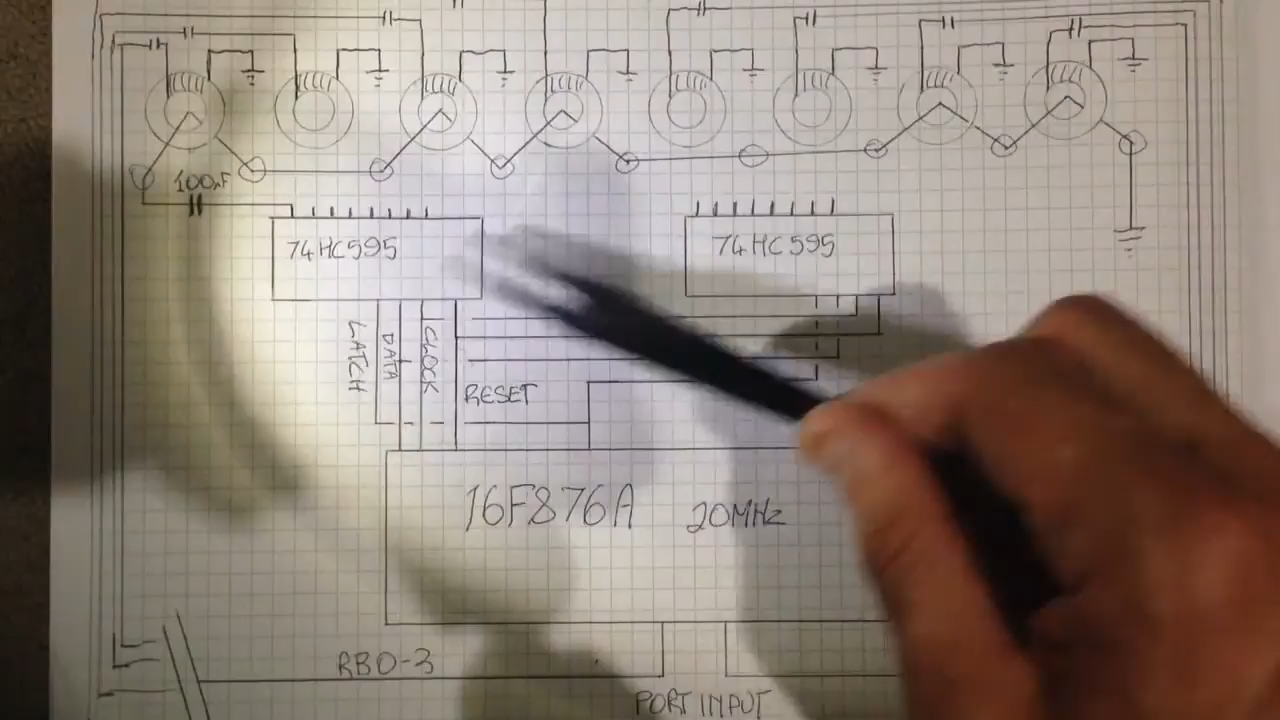 100nF
74HC595
74HC595
LATCH
DATA
CLOCK
RESET
16F876A 20MHz
RB0-3
PORT INPUT